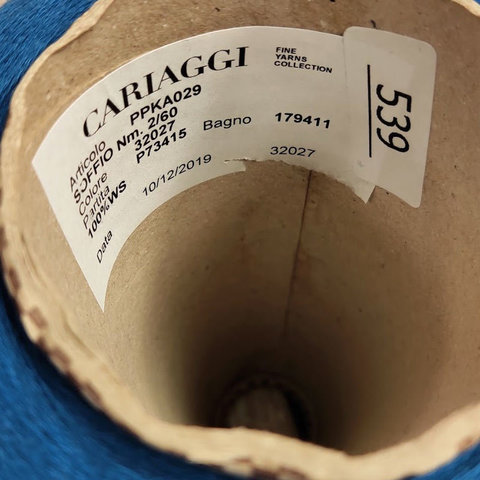 CARIAGGI
FINE
YARNS
COLLECTION
Articolo PPKA029
SOFFIO Nm. 2/60
Colore 32027
Partita P73415 Bagno 179411
100%WS
Data 10/12/2019 32027
539